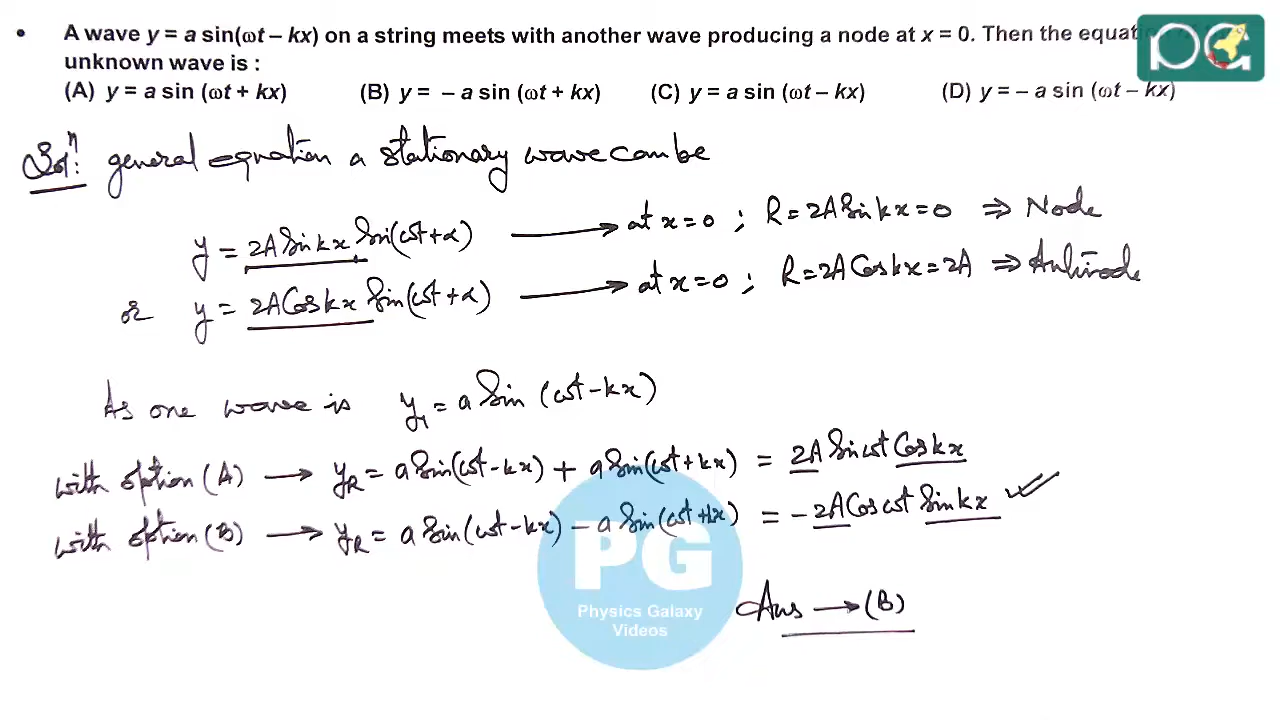 • A wave y = a sin(ωt – kx) on a string meets with another wave producing a node at x = 0. Then the equation
unknown wave is :
(A) y = a sin (ωt + kx) (B) y = – a sin (ωt + kx) (C) y = a sin (ωt – kx) (D) y = – a sin (ωt – kx)
PG
Solⁿ: general equation a stationary wave can be
y = 2A Sin kx Sin(ωt+α) → at x=0 ; R = 2A Sin kx = 0 ⇒ Node
or y = 2A Cos kx Sin(ωt+α) → at x=0 ; R = 2A Cos kx = 2A ⇒ Antinode
As one wave is y₁ = a Sin (ωt-kx)
with option (A) → y_R = a Sin(ωt-kx) + a Sin(ωt+kx) = 2A Sin ωt Cos kx
with option (B) → y_R = a Sin(ωt-kx) - a Sin(ωt+kx) = -2A Cos ωt Sin kx ✓
PG
Physics Galaxy
Videos
Ans → (B)